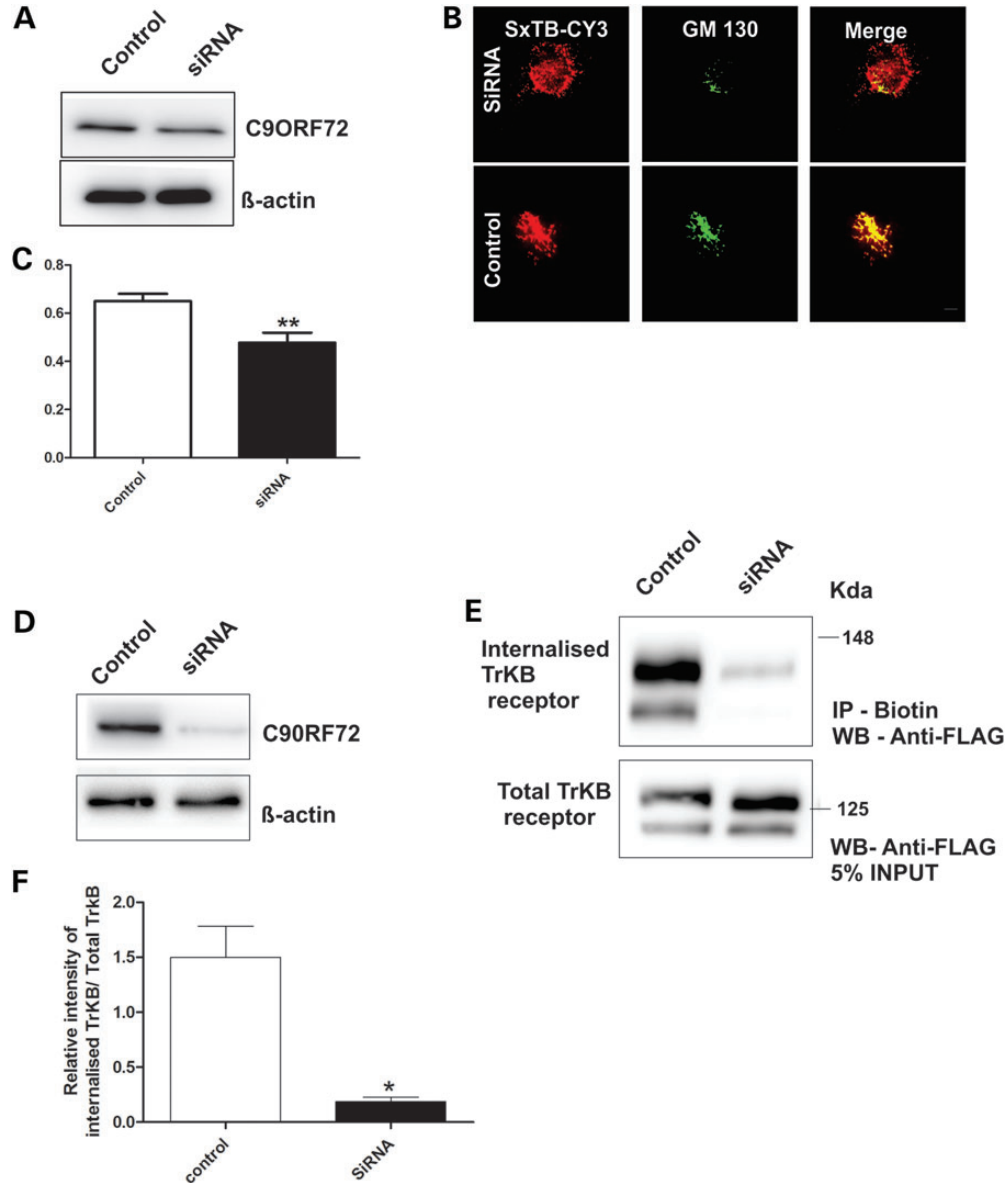 A
Control
siRNA
C9ORF72
ß-actin
B
SxTB-CY3
GM 130
Merge
SiRNA
Control
C
0.8
0.6
0.4
0.2
0.0
**
Control
siRNA
D
Control
siRNA
C90RF72
ß-actin
E
Control
siRNA
Kda
Internalised
TrKB
receptor
148
IP - Biotin
WB - Anti-FLAG
Total TrKB
receptor
125
WB- Anti-FLAG
5% INPUT
F
Relative intensity of
internalised TrKB/ Total TrkB
2.0
1.5
1.0
0.5
0.0
*
control
SiRNA